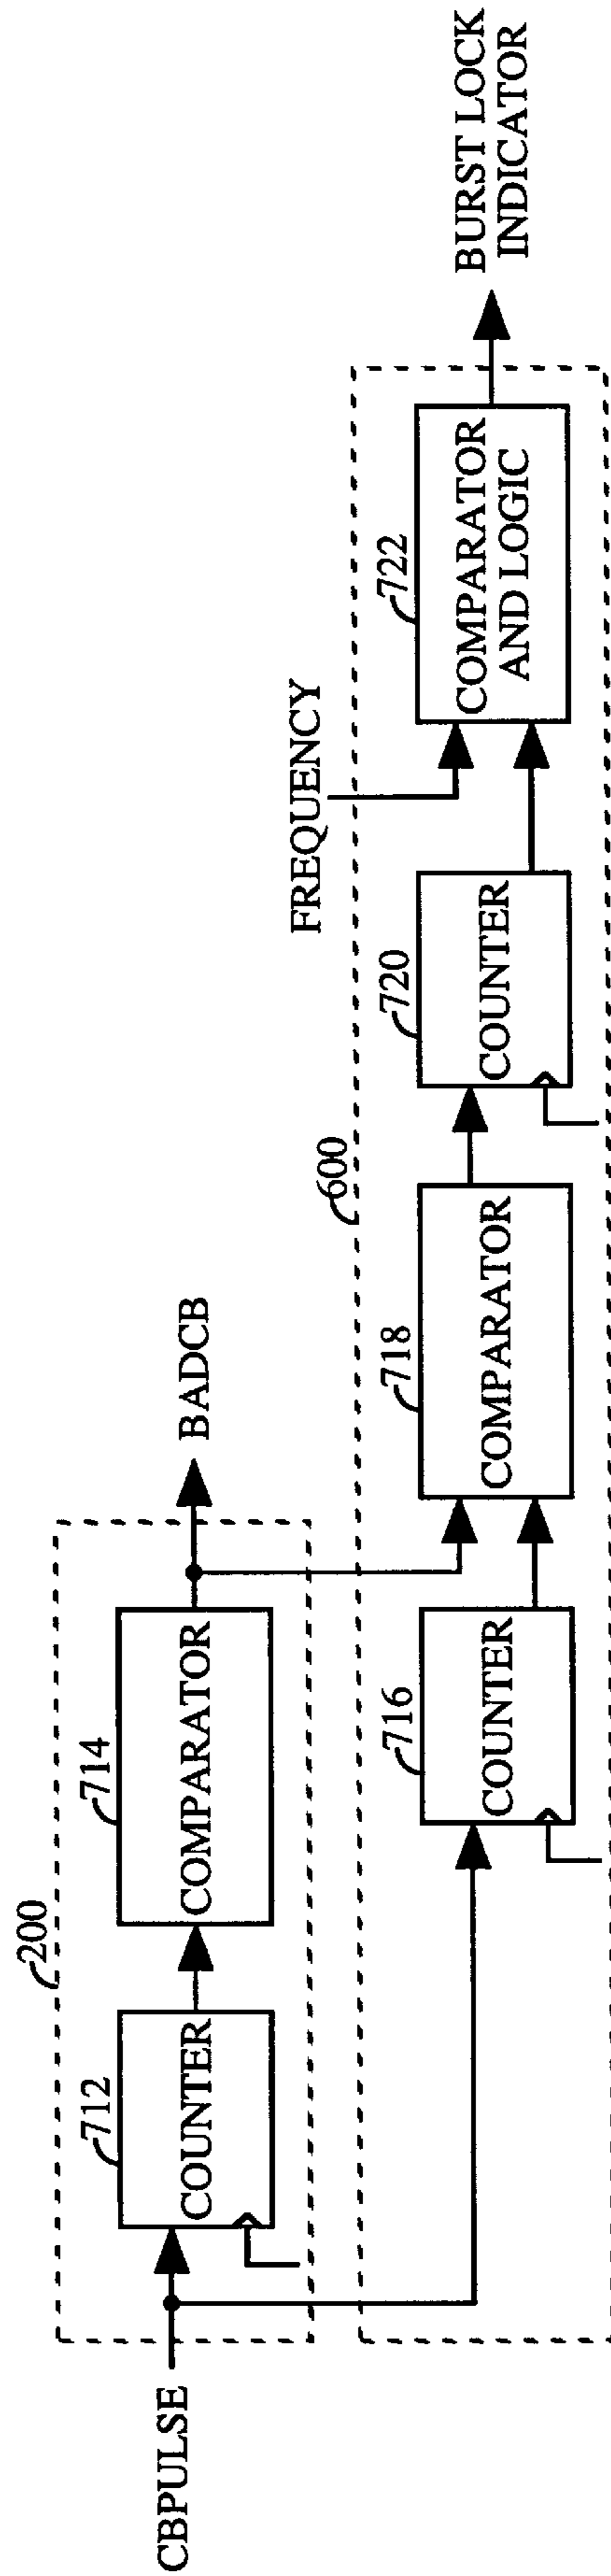 200
712
714
COUNTER
COMPARATOR
BADCB
CBPULSE
600
FREQUENCY
716
718
720
722
COUNTER
COMPARATOR
COUNTER
COMPARATOR
AND LOGIC
BURST LOCK
INDICATOR